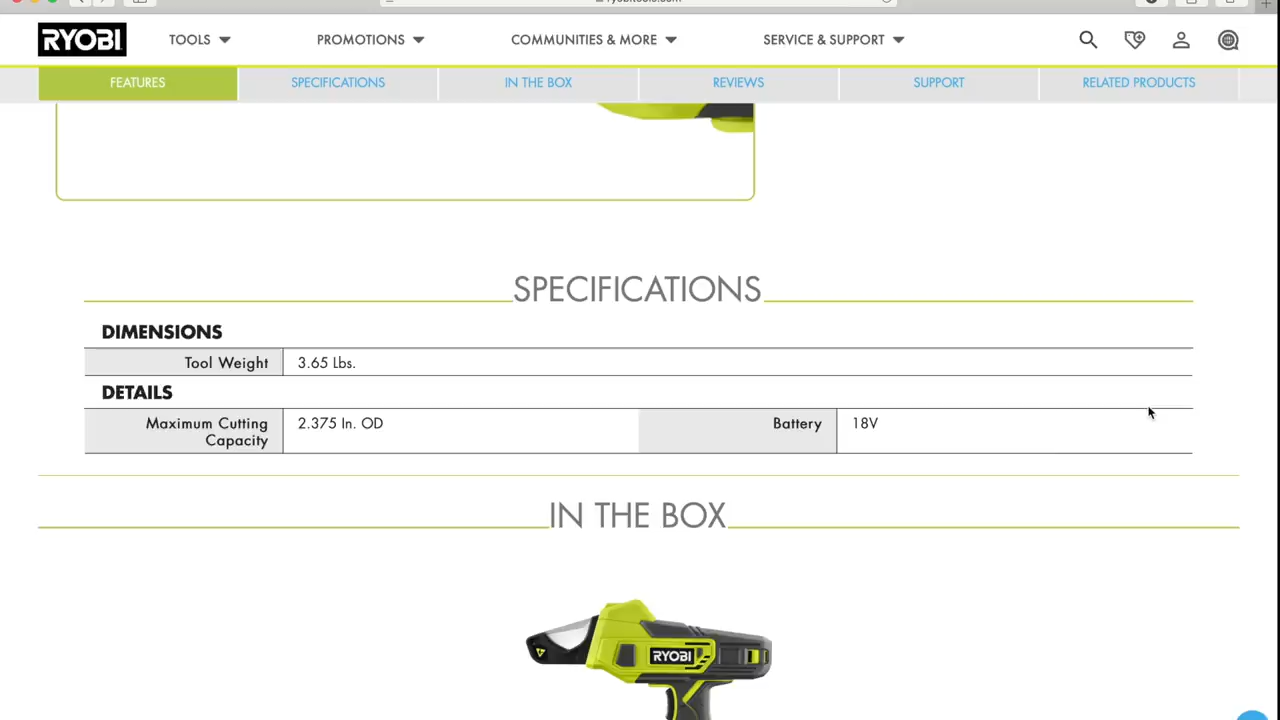 RYOBI TOOLS PROMOTIONS COMMUNITIES & MORE SERVICE & SUPPORT
FEATURES SPECIFICATIONS IN THE BOX REVIEWS SUPPORT RELATED PRODUCTS
SPECIFICATIONS
DIMENSIONS
Tool Weight 3.65 Lbs.
DETAILS
Maximum Cutting 2.375 In. OD Battery 18V
Capacity
IN THE BOX
RYOBI